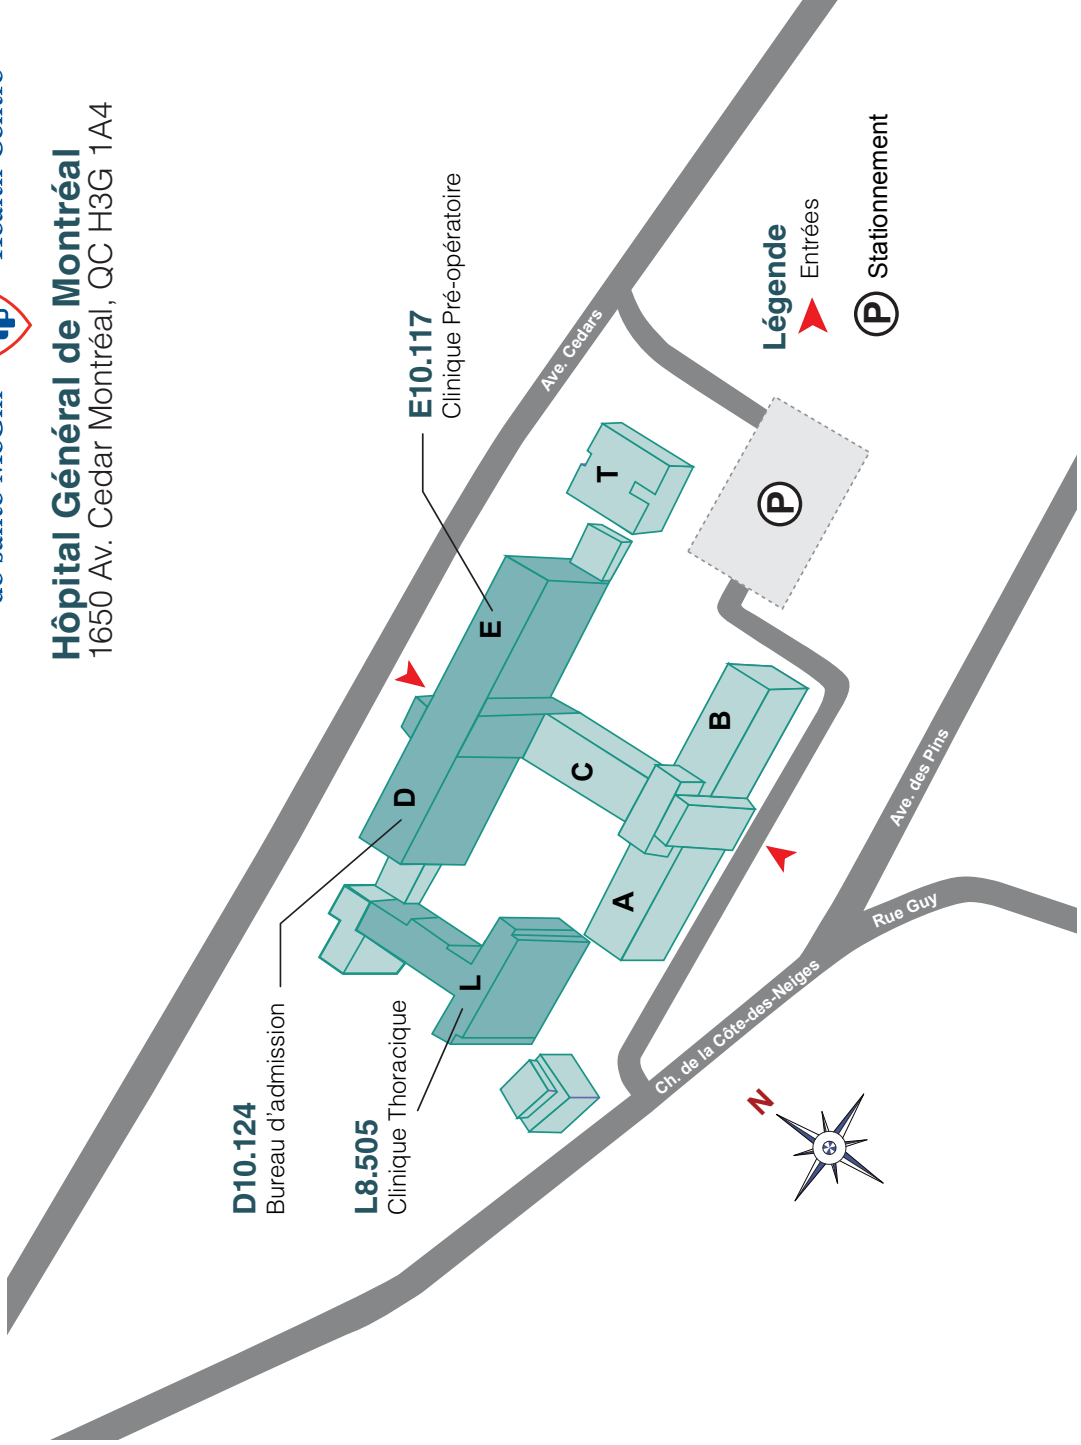 Hôpital Général de Montréal
1650 Av. Cedar Montréal, QC H3G 1A4
D10.124
Bureau d'admission
L8.505
Clinique Thoracique
E10.117
Clinique Pré-opératoire
Ave. Cedars
D
E
T
L
C
A
B
P
Légende
Entrées
P Stationnement
Ave. des Pins
Rue Guy
Ch. de la Côte-des-Neiges
N